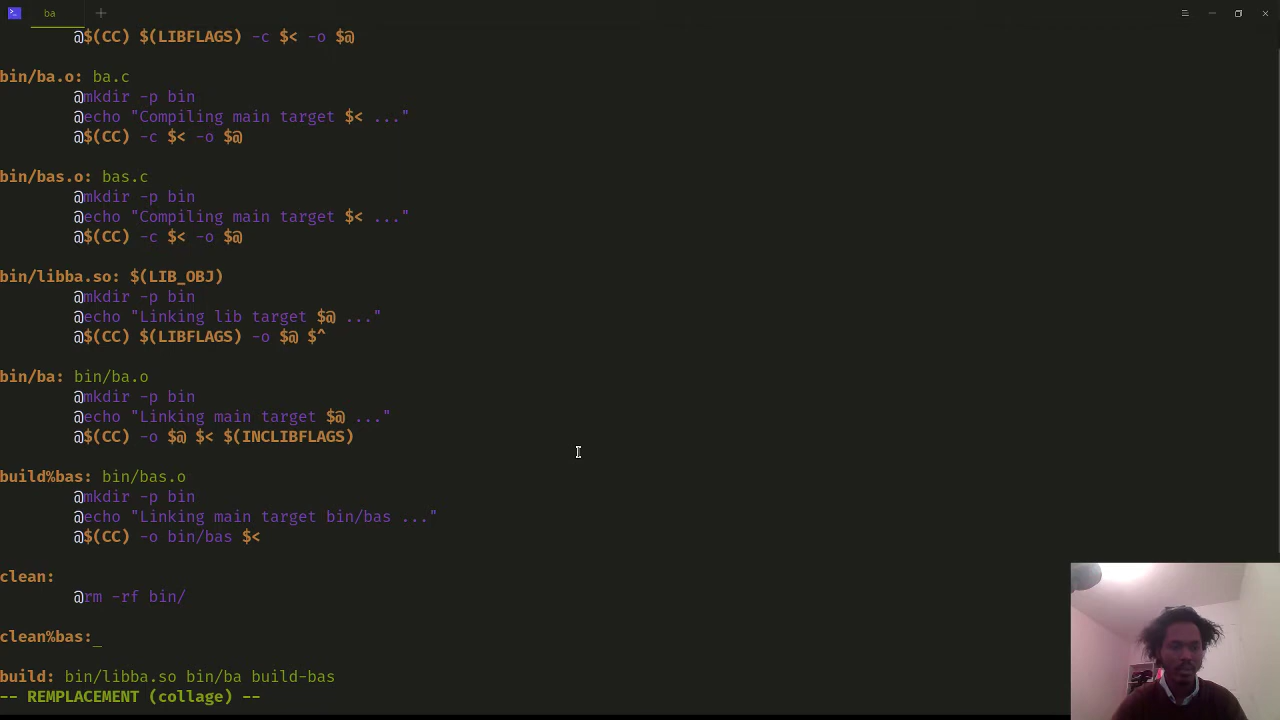 ba
@$(CC) $(LIBFLAGS) -c $< -o $@
bin/ba.o: ba.c
@mkdir -p bin
@echo "Compiling main target $< ..."
@$(CC) -c $< -o $@
bin/bas.o: bas.c
@mkdir -p bin
@echo "Compiling main target $< ..."
@$(CC) -c $< -o $@
bin/libba.so: $(LIB_OBJ)
@mkdir -p bin
@echo "Linking lib target $@ ..."
@$(CC) $(LIBFLAGS) -o $@ $^
bin/ba: bin/ba.o
@mkdir -p bin
@echo "Linking main target $@ ..."
@$(CC) -o $@ $< $(INCLIBFLAGS)
build%bas: bin/bas.o
@mkdir -p bin
@echo "Linking main target bin/bas ..."
@$(CC) -o bin/bas $<
clean:
@rm -rf bin/
clean%bas:_
build: bin/libba.so bin/ba build-bas
-- REMPLACEMENT (collage) --